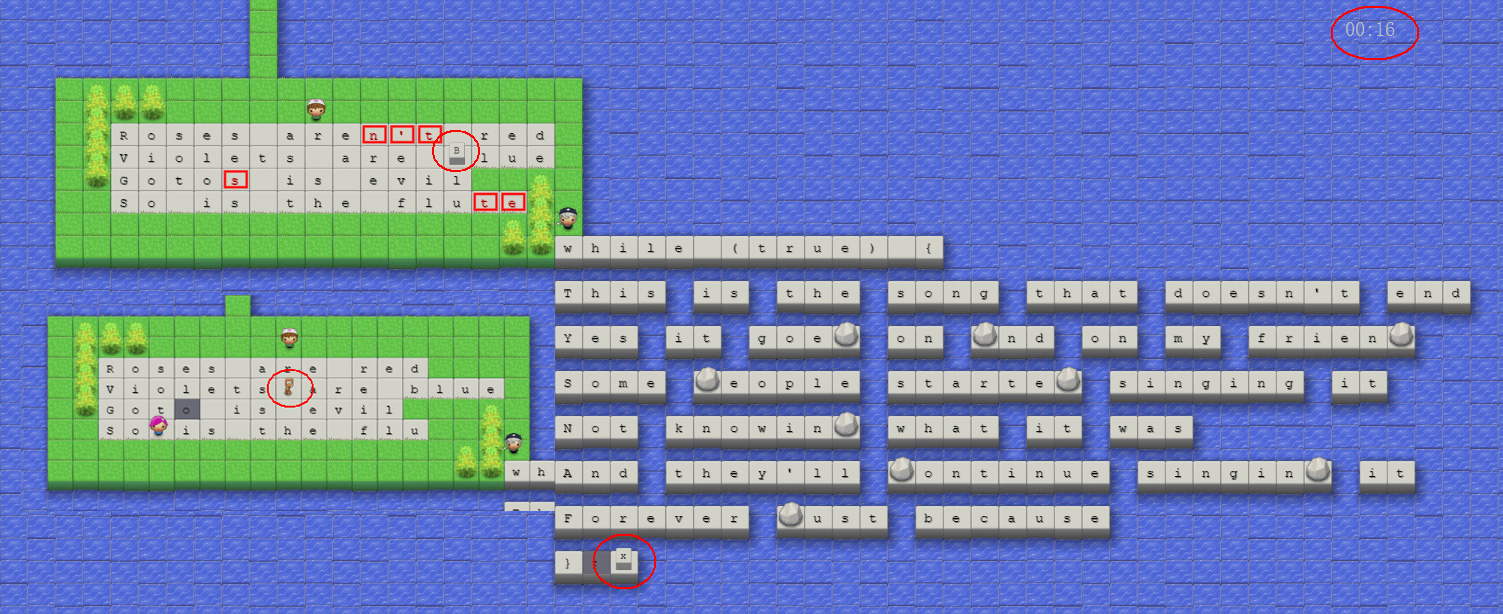 00:16
Roses aren't red
Violets are Blue
Gotos is evil
So is the flute
while (true) {
This is the song that doesn't end
Yes it goe on nd on my frien
Some eople starte singing it
Not knowin what it was
And they'll ontinue singin it
Forever ust because
} x
Roses are red
Violets are blue
Goto is evil
So is the flu
wh